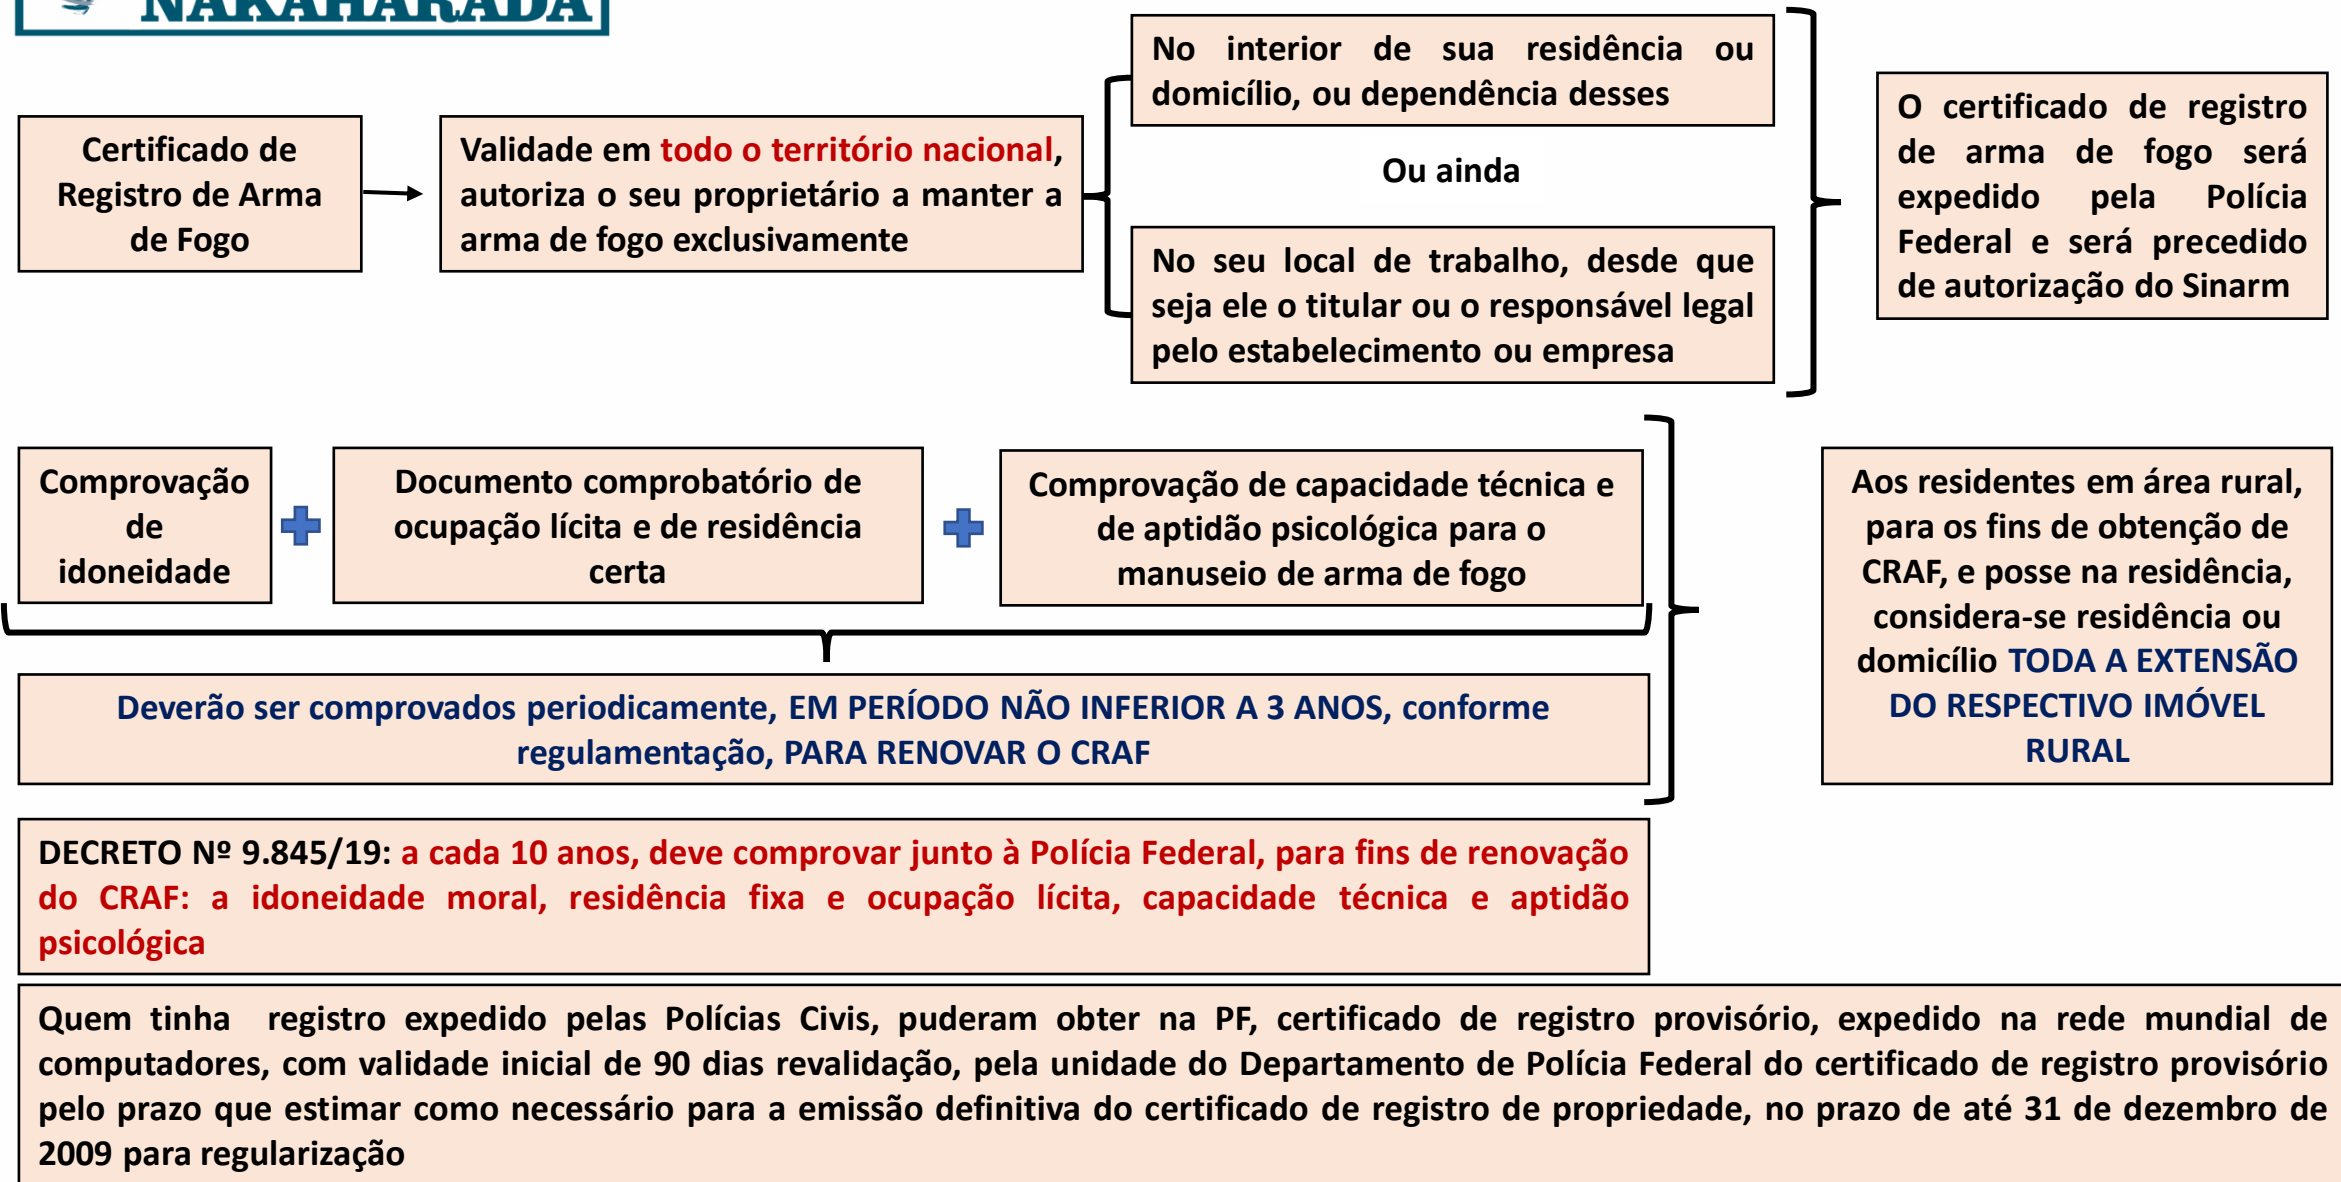 NAKAHARADA
Certificado de
Registro de Arma
de Fogo
Validade em todo o território nacional,
autoriza o seu proprietário a manter a
arma de fogo exclusivamente
No interior de sua residência ou
domicílio, ou dependência desses
Ou ainda
No seu local de trabalho, desde que
seja ele o titular ou o responsável legal
pelo estabelecimento ou empresa
O certificado de registro
de arma de fogo será
expedido pela Polícia
Federal e será precedido
de autorização do Sinarm
Comprovação
de
idoneidade
Documento comprobatório de
ocupação lícita e de residência
certa
Comprovação de capacidade técnica e
de aptidão psicológica para o
manuseio de arma de fogo
Deverão ser comprovados periodicamente, EM PERÍODO NÃO INFERIOR A 3 ANOS, conforme
regulamentação, PARA RENOVAR O CRAF
Aos residentes em área rural,
para os fins de obtenção de
CRAF, e posse na residência,
considera-se residência ou
domicílio TODA A EXTENSÃO
DO RESPECTIVO IMÓVEL
RURAL
DECRETO Nº 9.845/19: a cada 10 anos, deve comprovar junto à Polícia Federal, para fins de renovação
do CRAF: a idoneidade moral, residência fixa e ocupação lícita, capacidade técnica e aptidão
psicológica
Quem tinha registro expedido pelas Polícias Civis, puderam obter na PF, certificado de registro provisório, expedido na rede mundial de
computadores, com validade inicial de 90 dias revalidação, pela unidade do Departamento de Polícia Federal do certificado de registro provisório
pelo prazo que estimar como necessário para a emissão definitiva do certificado de registro de propriedade, no prazo de até 31 de dezembro de
2009 para regularização